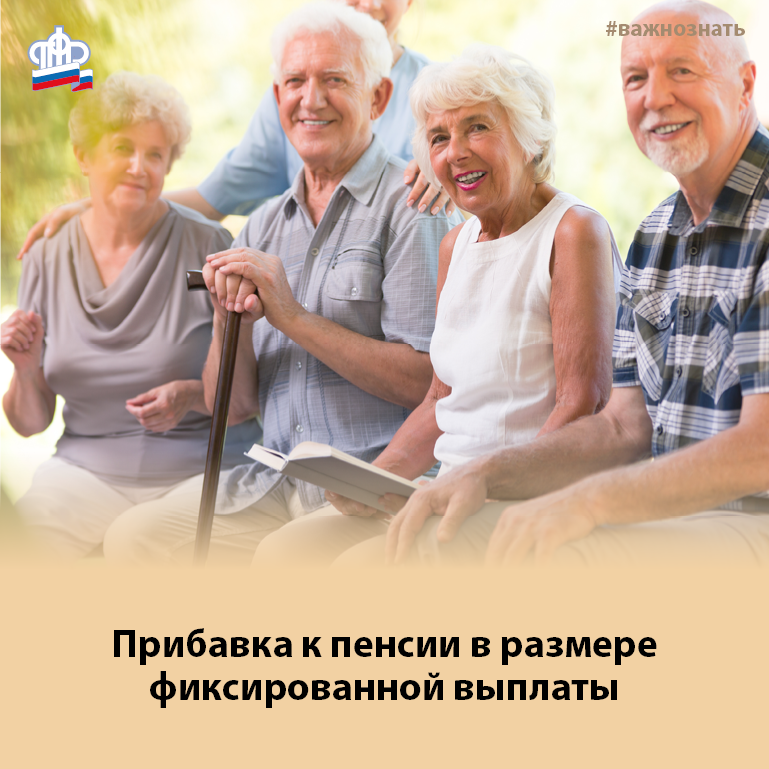 #важнознать
Прибавка к пенсии в размере
фиксированной выплаты